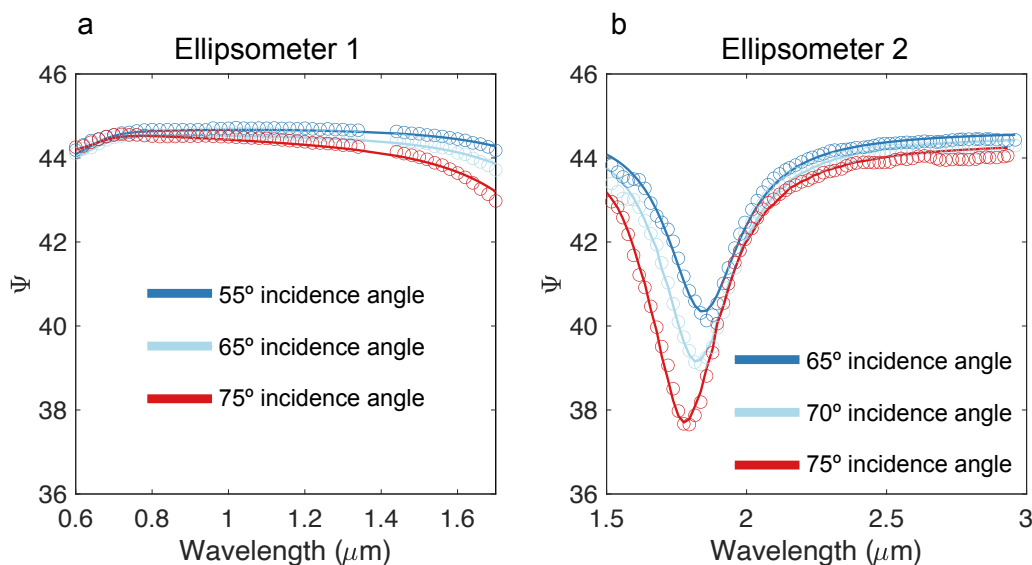 a
Ellipsometer 1
46
44
42
40
38
36
Ψ
55º incidence angle
65º incidence angle
75º incidence angle
0.6 0.8 1 1.2 1.4 1.6
Wavelength (μm)
b
Ellipsometer 2
46
44
42
40
38
36
Ψ
65º incidence angle
70º incidence angle
75º incidence angle
1.5 2 2.5 3
Wavelength (μm)